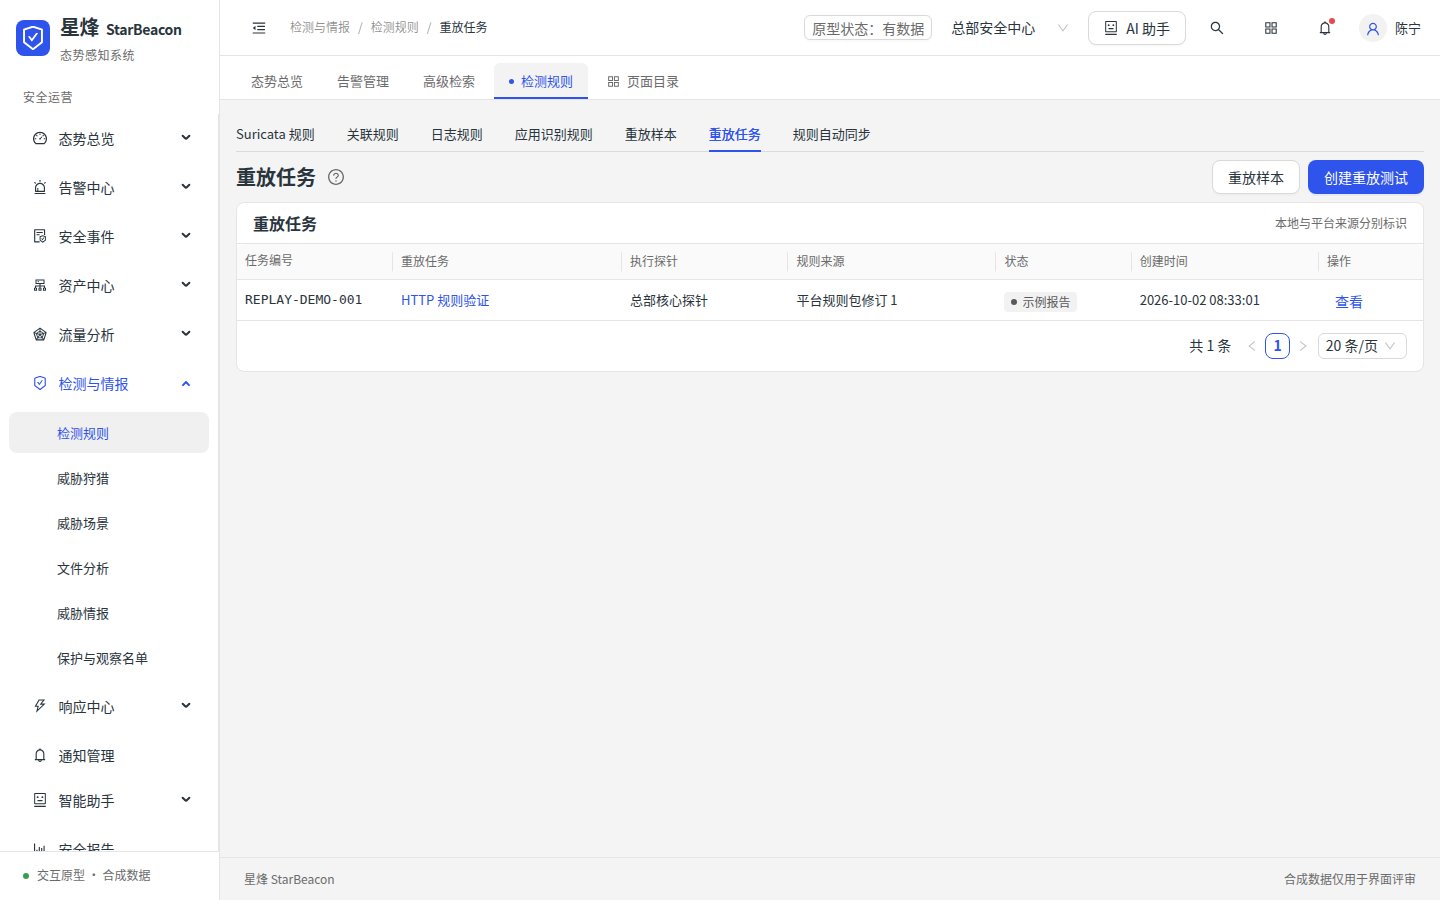 星烽 StarBeacon
态势感知系统
安全运营
态势总览
告警中心
安全事件
资产中心
流量分析
检测与情报
检测规则
威胁狩猎
威胁场景
文件分析
威胁情报
保护与观察名单
响应中心
通知管理
智能助手
安全报告
交互原型 · 合成数据
检测与情报 / 检测规则 / 重放任务
原型状态：有数据
总部安全中心
AI 助手
陈宁
态势总览
告警管理
高级检索
检测规则
页面目录
Suricata 规则
关联规则
日志规则
应用识别规则
重放样本
重放任务
规则自动同步
重放任务
重放样本
创建重放测试
重放任务
本地与平台来源分别标识
任务编号 重放任务 执行探针 规则来源 状态 创建时间 操作
REPLAY-DEMO-001 HTTP 规则验证 总部核心探针 平台规则包修订 1 示例报告 2026-10-02 08:33:01 查看
共 1 条 1 20 条/页
星烽 StarBeacon
合成数据仅用于界面评审